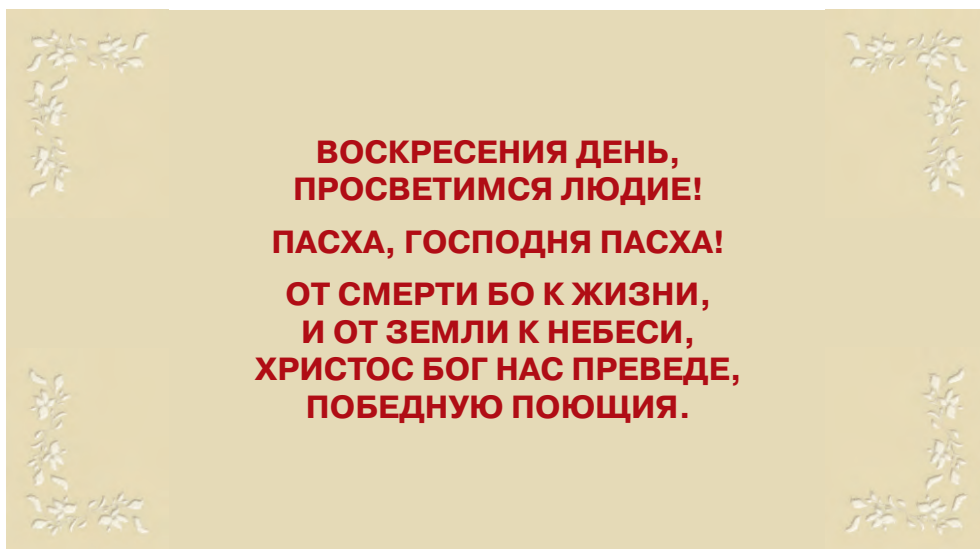 ВОСКРЕСЕНИЯ ДЕНЬ,
ПРОСВЕТИМСЯ ЛЮДИЕ!
ПАСХА, ГОСПОДНЯ ПАСХА!
ОТ СМЕРТИ БО К ЖИЗНИ,
И ОТ ЗЕМЛИ К НЕБЕСИ,
ХРИСТОС БОГ НАС ПРЕВЕДЕ,
ПОБЕДНУЮ ПОЮЩИЯ.